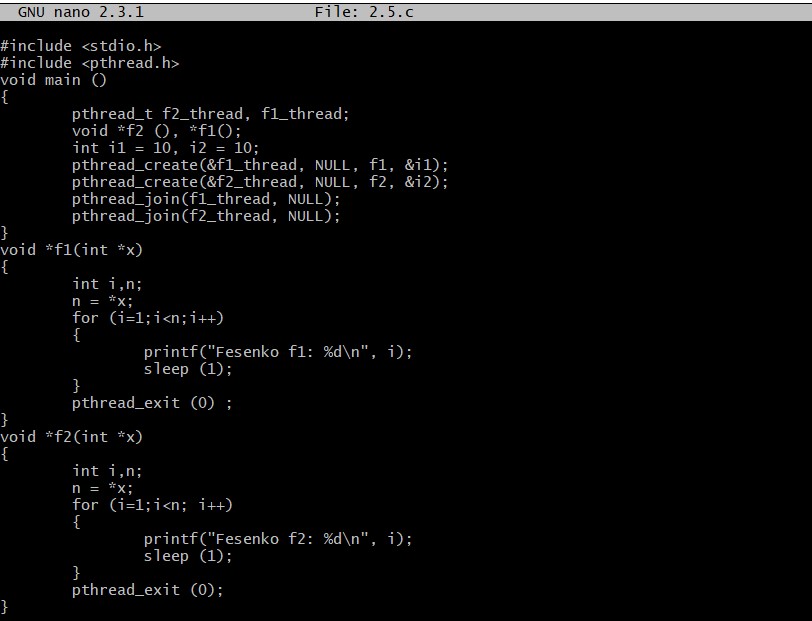 GNU nano 2.3.1 File: 2.5.c
#include <stdio.h>
#include <pthread.h>
void main ()
{
        pthread_t f2_thread, f1_thread;
        void *f2 (), *f1();
        int i1 = 10, i2 = 10;
        pthread_create(&f1_thread, NULL, f1, &i1);
        pthread_create(&f2_thread, NULL, f2, &i2);
        pthread_join(f1_thread, NULL);
        pthread_join(f2_thread, NULL);
}
void *f1(int *x)
{
        int i,n;
        n = *x;
        for (i=1;i<n;i++)
        {
                printf("Fesenko f1: %d\n", i);
                sleep (1);
        }
        pthread_exit (0) ;
}
void *f2(int *x)
{
        int i,n;
        n = *x;
        for (i=1;i<n; i++)
        {
                printf("Fesenko f2: %d\n", i);
                sleep (1);
        }
        pthread_exit (0);
}